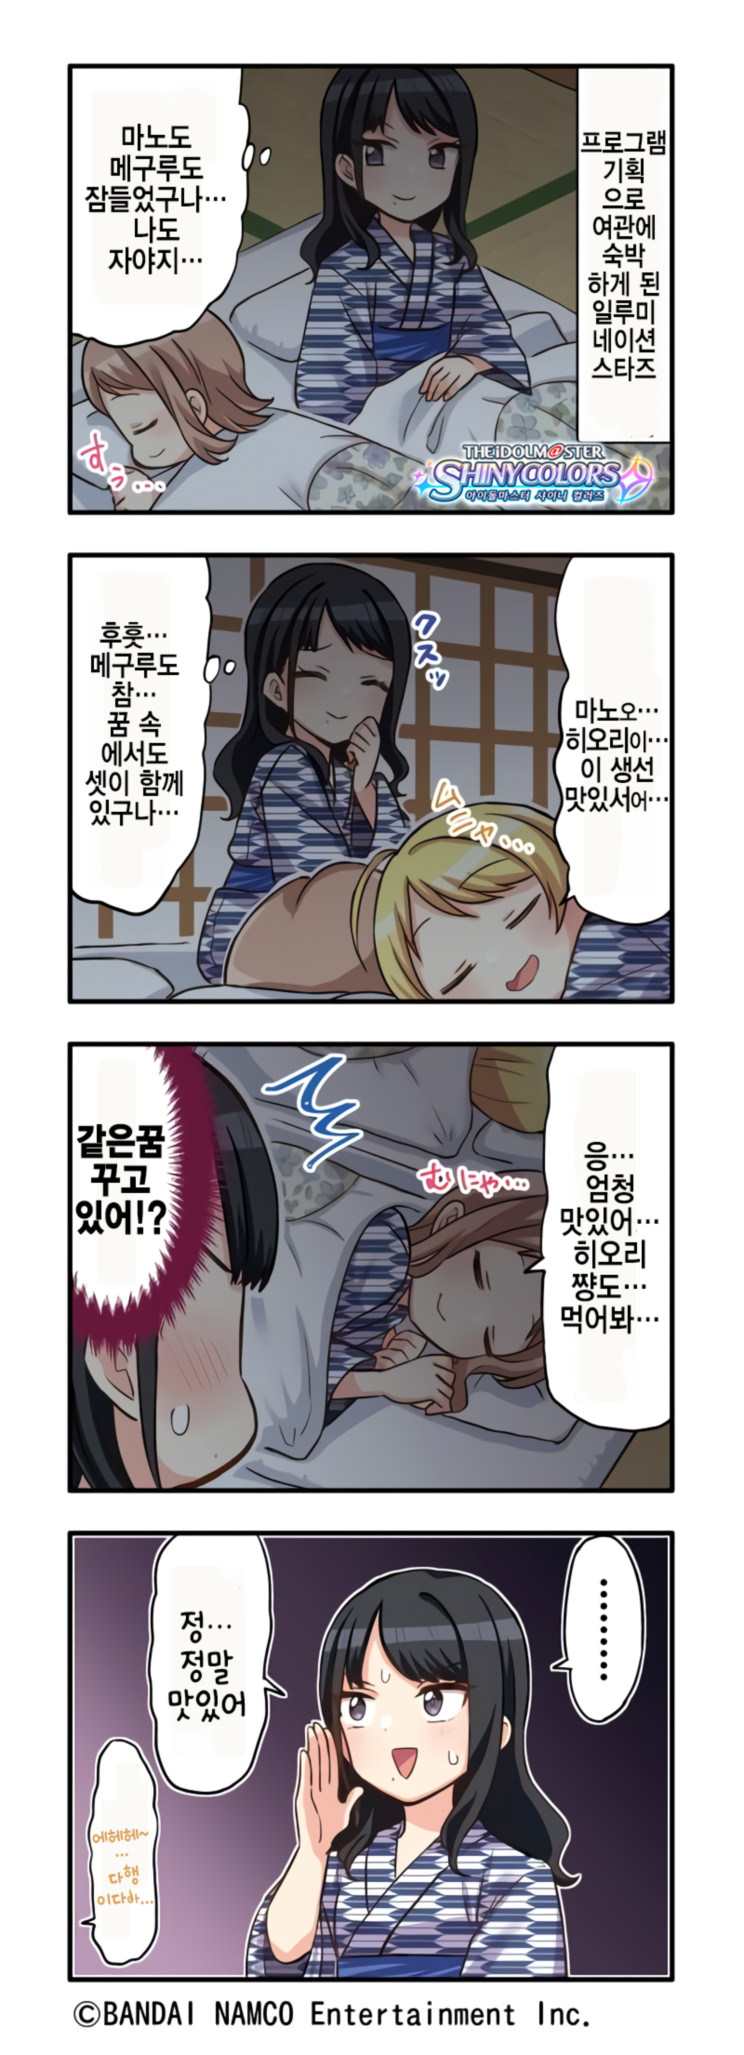 프로그램
기획
으로
여관에
숙박
하게 된
일루미
네이션
스타즈
마노도
메구루도
잠들었구나…
나도
자야지…
すぅ…
THE iDOLM@STER
SHINYCOLORS
아이돌마스터 샤이니 컬러즈
마노오…
히오리이…
이 생선
맛있서어…
クスッ
후훗…
메구루도
참…
꿈 속
에서도
셋이 함께
있구나…
ムニャ…
응…
엄청
맛있어…
히오리
쨩도…
먹어봐…
むにゃ…
같은꿈
꾸고
있어!?
………
정…
정말
맛있어
에헤헤~
…
다행
이다아…
©BANDAI NAMCO Entertainment Inc.